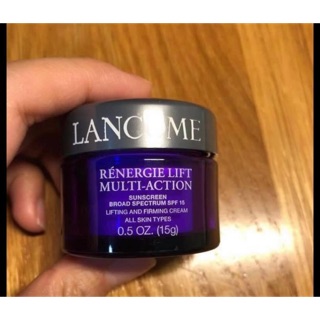 LANCÔME
RÉNERGIE LIFT
MULTI-ACTION
SUNSCREEN
BROAD SPECTRUM SPF 15
LIFTING AND FIRMING CREAM
ALL SKIN TYPES
0.5 OZ. (15g)